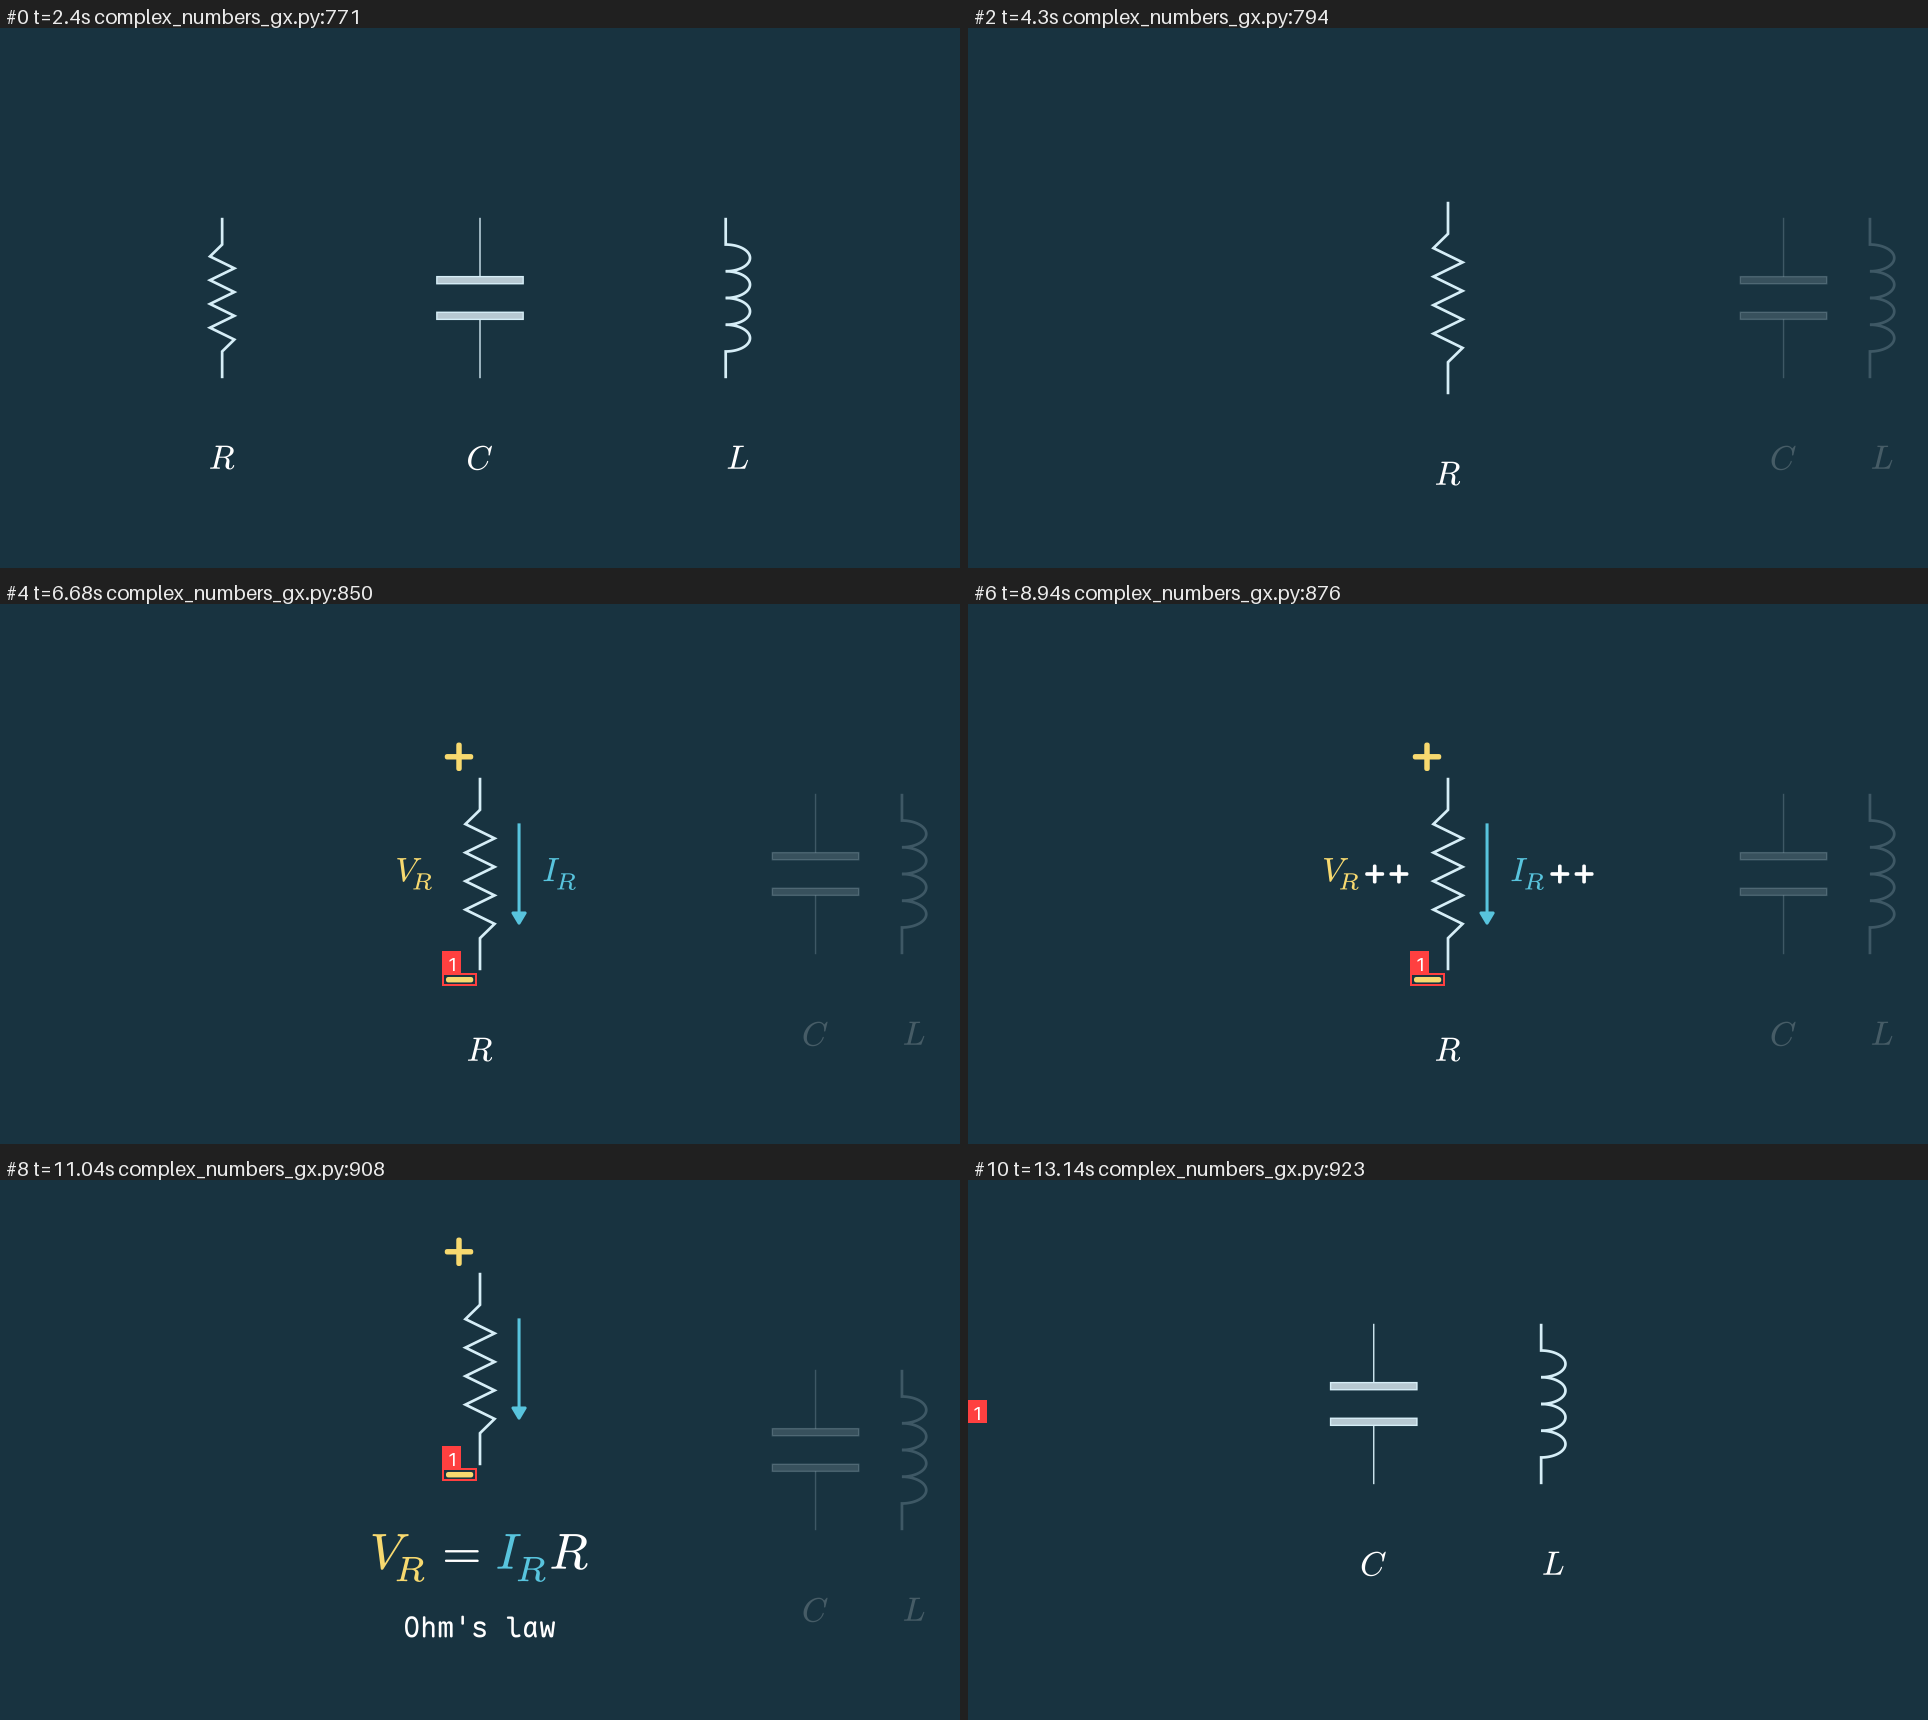 #0 t=2.4s complex_numbers_gx.py:771
R C L
#2 t=4.3s complex_numbers_gx.py:794
R C L
#4 t=6.68s complex_numbers_gx.py:850
+
V_R I_R
1
R C L
#6 t=8.94s complex_numbers_gx.py:876
+
V_R++ I_R++
1
R C L
#8 t=11.04s complex_numbers_gx.py:908
+
1
V_R = I_R R
C L
Ohm's law
#10 t=13.14s complex_numbers_gx.py:923
1
C L